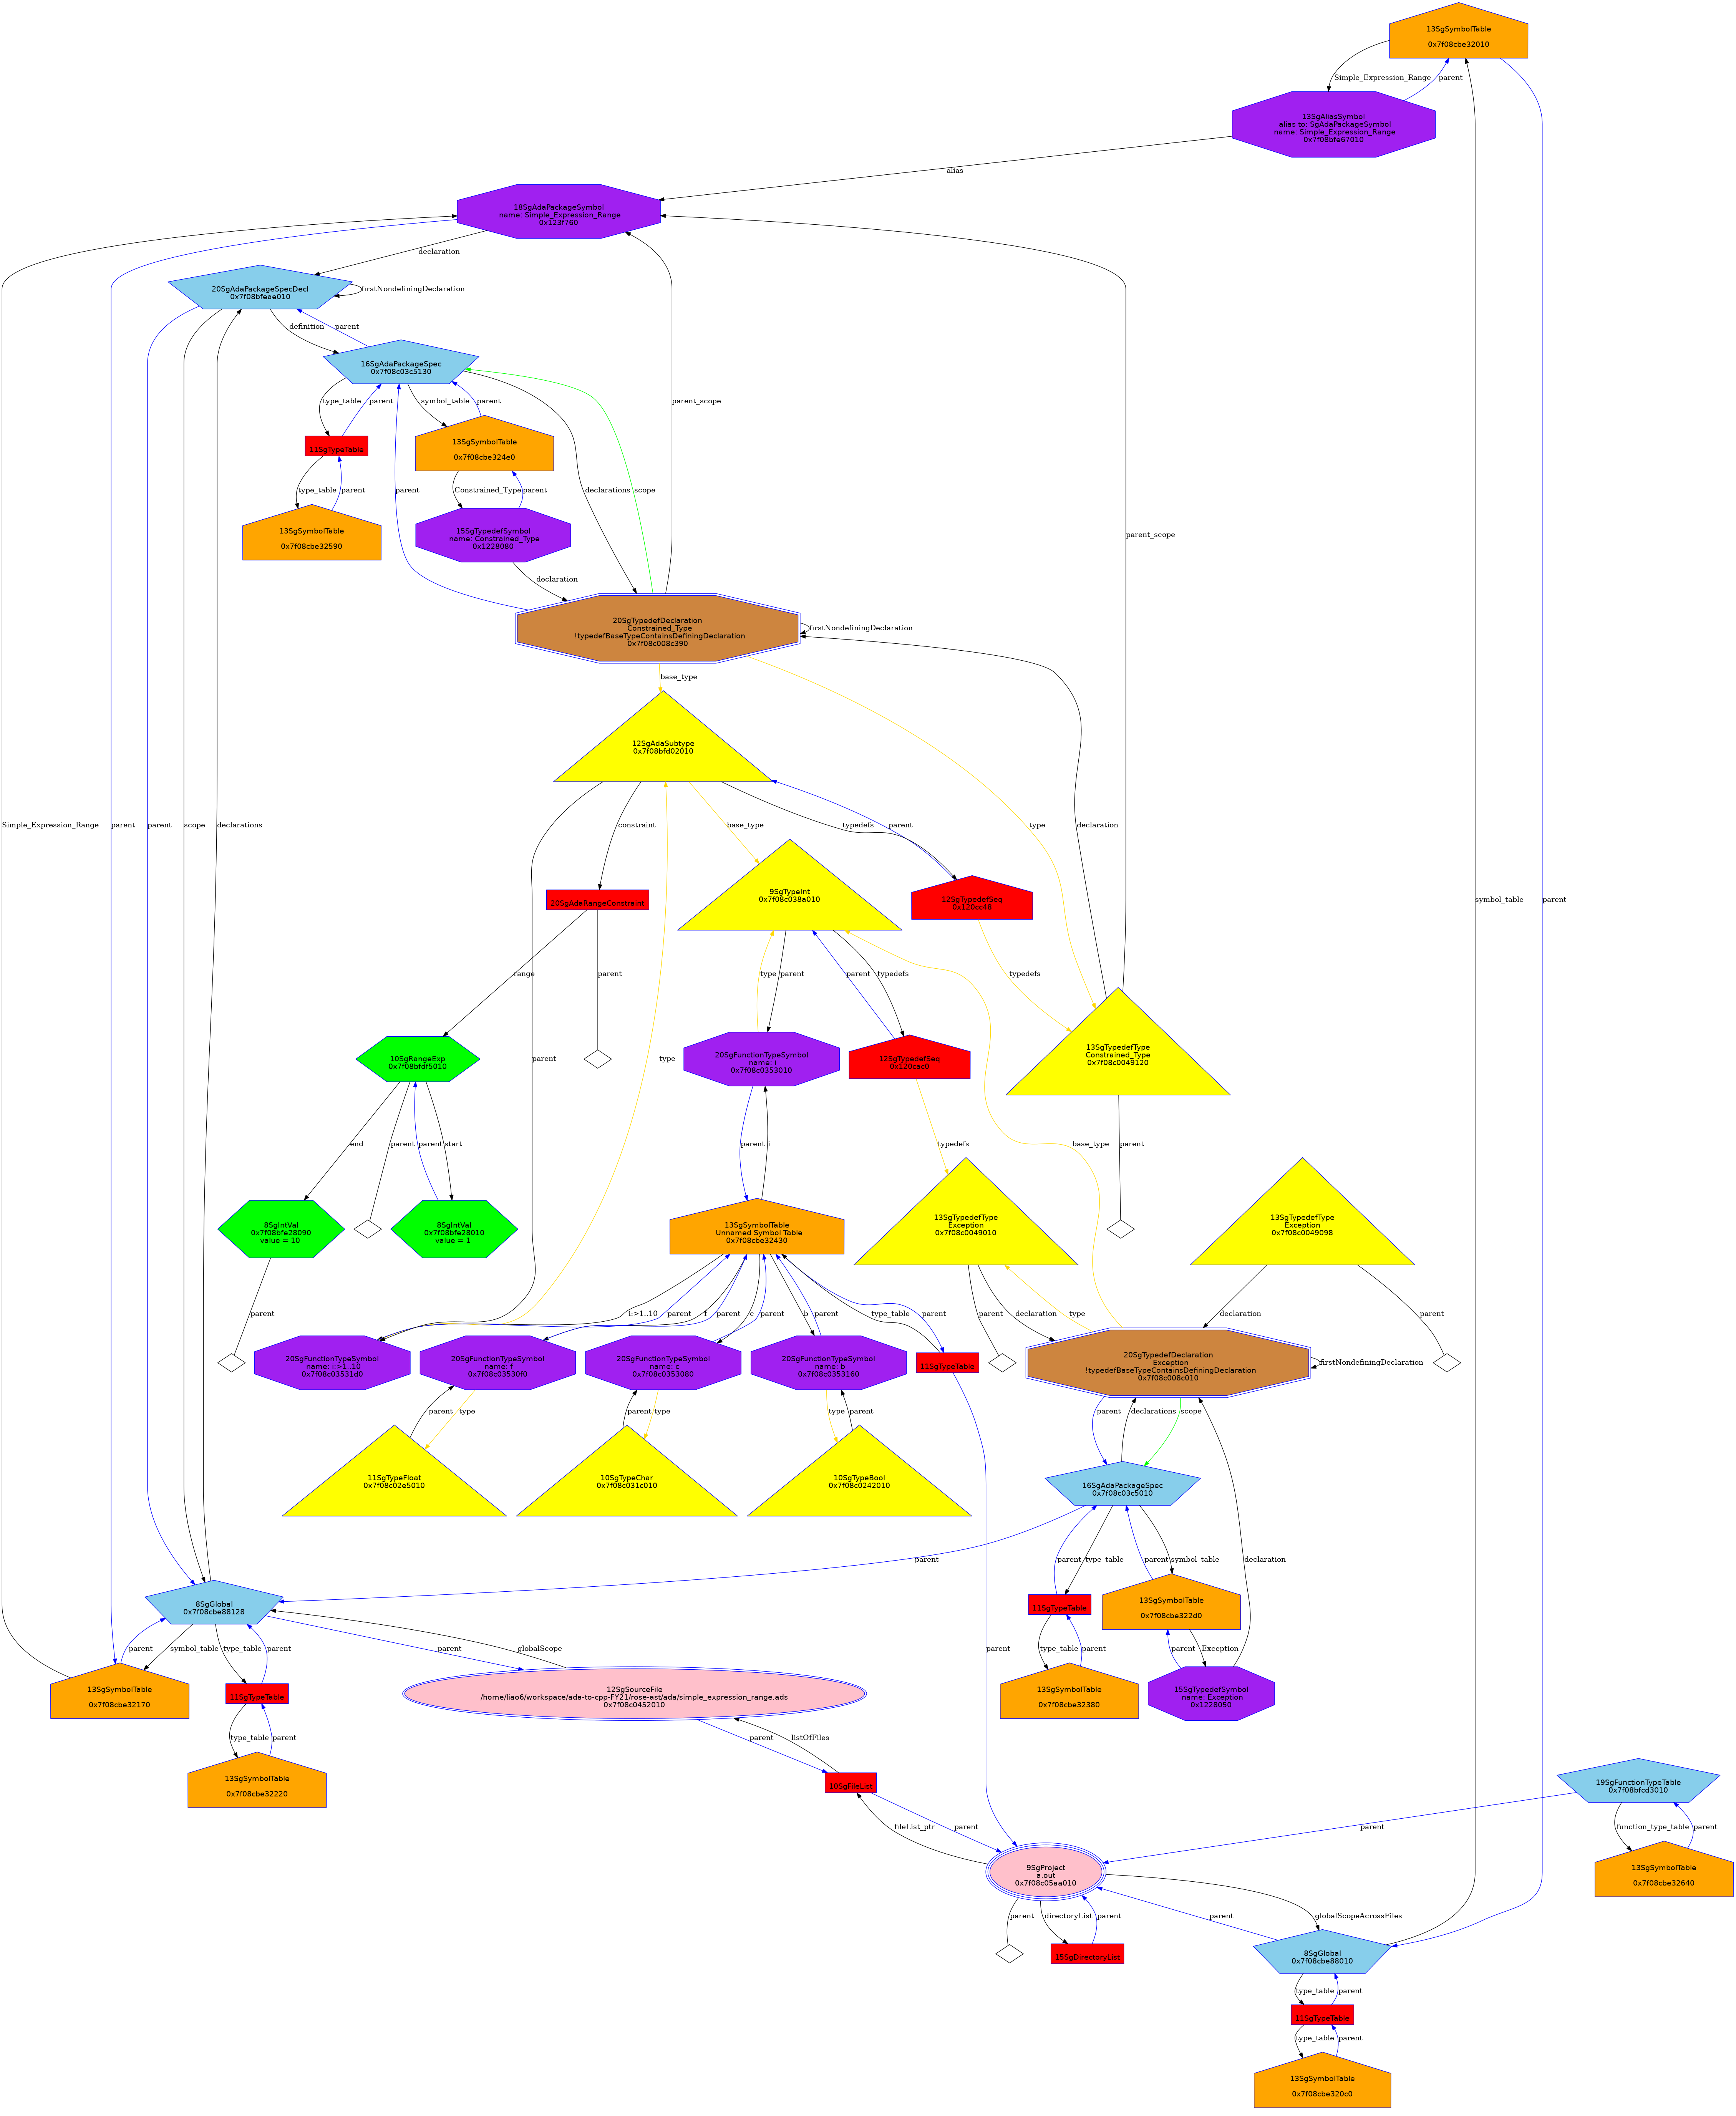 13SgSymbolTable
0x7f08cbe32010
Simple_Expression_Range
parent
13SgAliasSymbol
alias to: SgAdaPackageSymbol
name: Simple_Expression_Range
0x7f08bfe67010
alias
18SgAdaPackageSymbol
name: Simple_Expression_Range
0x123f760
declaration
20SgAdaPackageSpecDecl
0x7f08bfeae010
firstNondefiningDeclaration
definition
parent
16SgAdaPackageSpec
0x7f08c03c5130
type_table
parent
symbol_table
parent
parent_scope
11SgTypeTable
13SgSymbolTable
0x7f08cbe324e0
type_table
parent
parent
Constrained_Type
parent
declarations
scope
13SgSymbolTable
0x7f08cbe32590
15SgTypedefSymbol
name: Constrained_Type
0x1228080
parent_scope
declaration
20SgTypedefDeclaration
Constrained_Type
!typedefBaseTypeContainsDefiningDeclaration
0x7f08c008c390
firstNondefiningDeclaration
base_type
12SgAdaSubtype
0x7f08bfd02010
Simple_Expression_Range
parent
parent
scope
declarations
constraint
base_type
typedefs
parent
type
declaration
20SgAdaRangeConstraint
9SgTypeInt
0x7f08c038a010
12SgTypedefSeq
0x120cc48
symbol_table
parent
range
parent
type
parent
parent
typedefs
typedefs
10SgRangeExp
0x7f08bfdf5010
parent
type
20SgFunctionTypeSymbol
name: i
0x7f08c0353010
12SgTypedefSeq
0x120cac0
13SgTypedefType
Constrained_Type
0x7f08c0049120
end
parent
parent
start
parent
i
typedefs
base_type
parent
8SgIntVal
0x7f08bfe28090
value = 10
8SgIntVal
0x7f08bfe28010
value = 1
13SgSymbolTable
Unnamed Symbol Table
0x7f08cbe32430
13SgTypedefType
Exception
0x7f08c0049010
13SgTypedefType
Exception
0x7f08c0049098
parent
i:>1..10
parent
f
parent
c
parent
b
parent
type_table
parent
parent
declaration
type
declaration
parent
20SgFunctionTypeSymbol
name: i:>1..10
0x7f08c03531d0
20SgFunctionTypeSymbol
name: f
0x7f08c03530f0
20SgFunctionTypeSymbol
name: c
0x7f08c0353080
20SgFunctionTypeSymbol
name: b
0x7f08c0353160
11SgTypeTable
20SgTypedefDeclaration
Exception
!typedefBaseTypeContainsDefiningDeclaration
0x7f08c008c010
firstNondefiningDeclaration
parent
type
parent
type
type
parent
parent
declarations
scope
11SgTypeFloat
0x7f08c02e5010
10SgTypeChar
0x7f08c031c010
10SgTypeBool
0x7f08c0242010
16SgAdaPackageSpec
0x7f08c03c5010
parent
parent
type_table
parent
symbol_table
declaration
8SgGlobal
0x7f08cbe88128
11SgTypeTable
13SgSymbolTable
0x7f08cbe322d0
parent
symbol_table
type_table
parent
parent
globalScope
parent
type_table
parent
parent
Exception
13SgSymbolTable
0x7f08cbe32170
11SgTypeTable
12SgSourceFile
/home/liao6/workspace/ada-to-cpp-FY21/rose-ast/ada/simple_expression_range.ads
0x7f08c0452010
13SgSymbolTable
0x7f08cbe32380
15SgTypedefSymbol
name: Exception
0x1228050
type_table
parent
parent
listOfFiles
13SgSymbolTable
0x7f08cbe32220
10SgFileList
19SgFunctionTypeTable
0x7f08bfcd3010
fileList_ptr
parent
parent
function_type_table
parent
9SgProject
a.out
0x7f08c05aa010
13SgSymbolTable
0x7f08cbe32640
parent
directoryList
parent
parent
globalScopeAcrossFiles
15SgDirectoryList
8SgGlobal
0x7f08cbe88010
type_table
parent
11SgTypeTable
type_table
parent
13SgSymbolTable
0x7f08cbe320c0